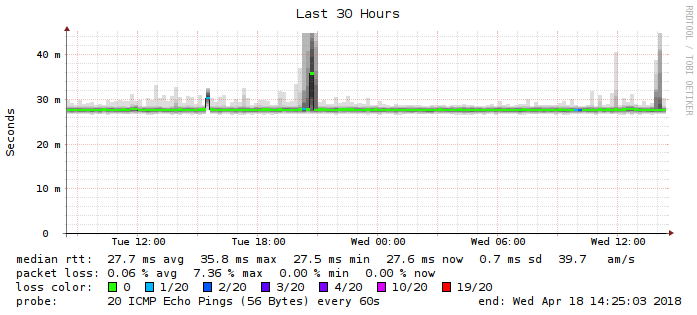 Last 30 Hours
RRDTOOL / TOBI OETIKER
Seconds
40 m
30 m
20 m
10 m
0
Tue 12:00 Tue 18:00 Wed 00:00 Wed 06:00 Wed 12:00
median rtt: 27.7 ms avg 35.8 ms max 27.5 ms min 27.6 ms now 0.7 ms sd 39.7 am/s
packet loss: 0.06 % avg 7.36 % max 0.00 % min 0.00 % now
loss color: 0 1/20 2/20 3/20 4/20 10/20 19/20
probe: 20 ICMP Echo Pings (56 Bytes) every 60s end: Wed Apr 18 14:25:03 2018